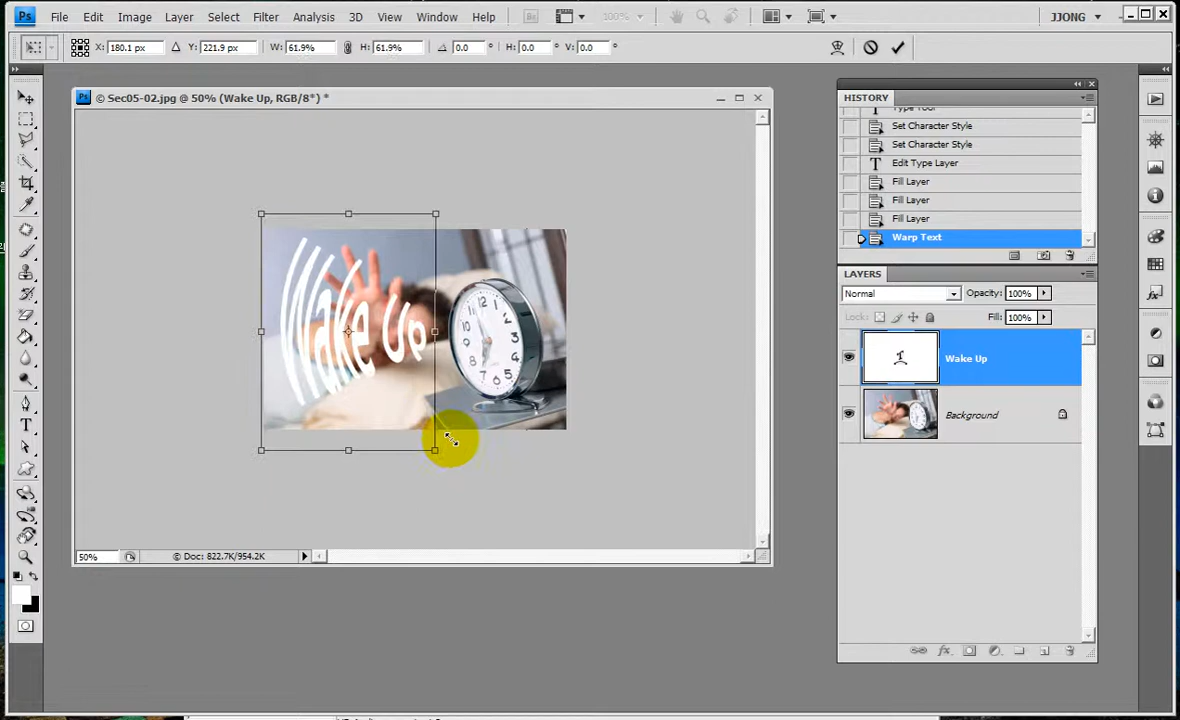 Ps File Edit Image Layer Select Filter Analysis 3D View Window Help Br 100% JJONG
X: 180.1 px Y: 221.9 px W: 61.9% H: 61.9% 0.0 ° H: 0.0 ° V: 0.0 °
Ps © Sec05-02.jpg @ 50% (Wake Up, RGB/8*) *
Wake Up
50% © Doc: 822.7K/954.2K
HISTORY
Type Tool
Set Character Style
Set Character Style
Edit Type Layer
Fill Layer
Fill Layer
Fill Layer
Warp Text
LAYERS
Normal Opacity: 100%
Lock: Fill: 100%
Wake Up
Background